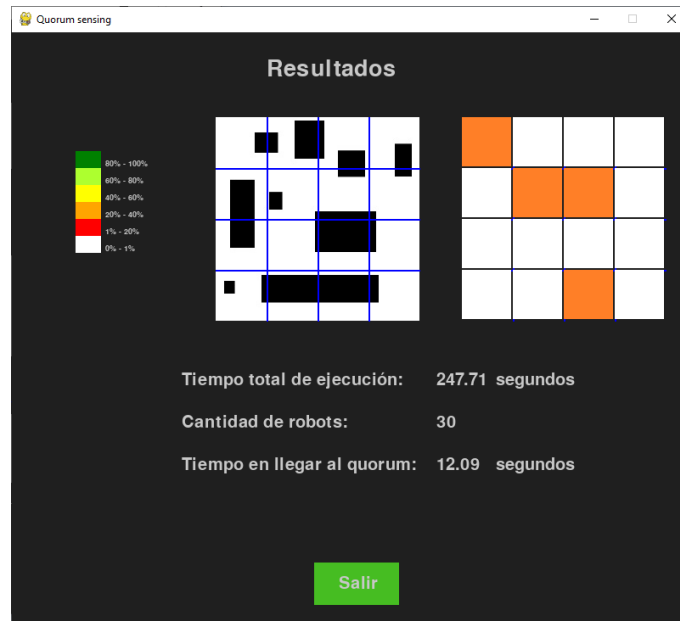 Quorum sensing
Resultados
80% - 100%
60% - 80%
40% - 60%
20% - 40%
1% - 20%
0% - 1%
Tiempo total de ejecución: 247.71 segundos
Cantidad de robots: 30
Tiempo en llegar al quorum: 12.09 segundos
Salir